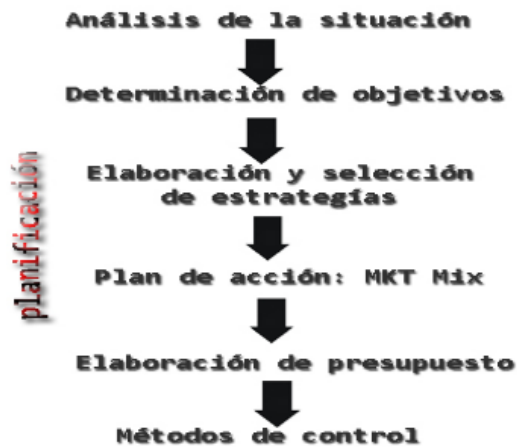 Análisis de la situación
Determinación de objetivos
Elaboración y selección
de estrategías
Plan de acción: MKT Mix
Elaboración de presupuesto
Métodos de control
planificación